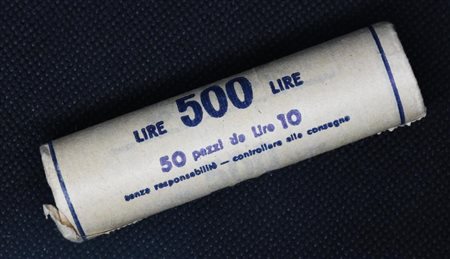 LIRE 500 LIRE
50 pezzi da Lire 10
senza responsabilità — controllare alla consegna